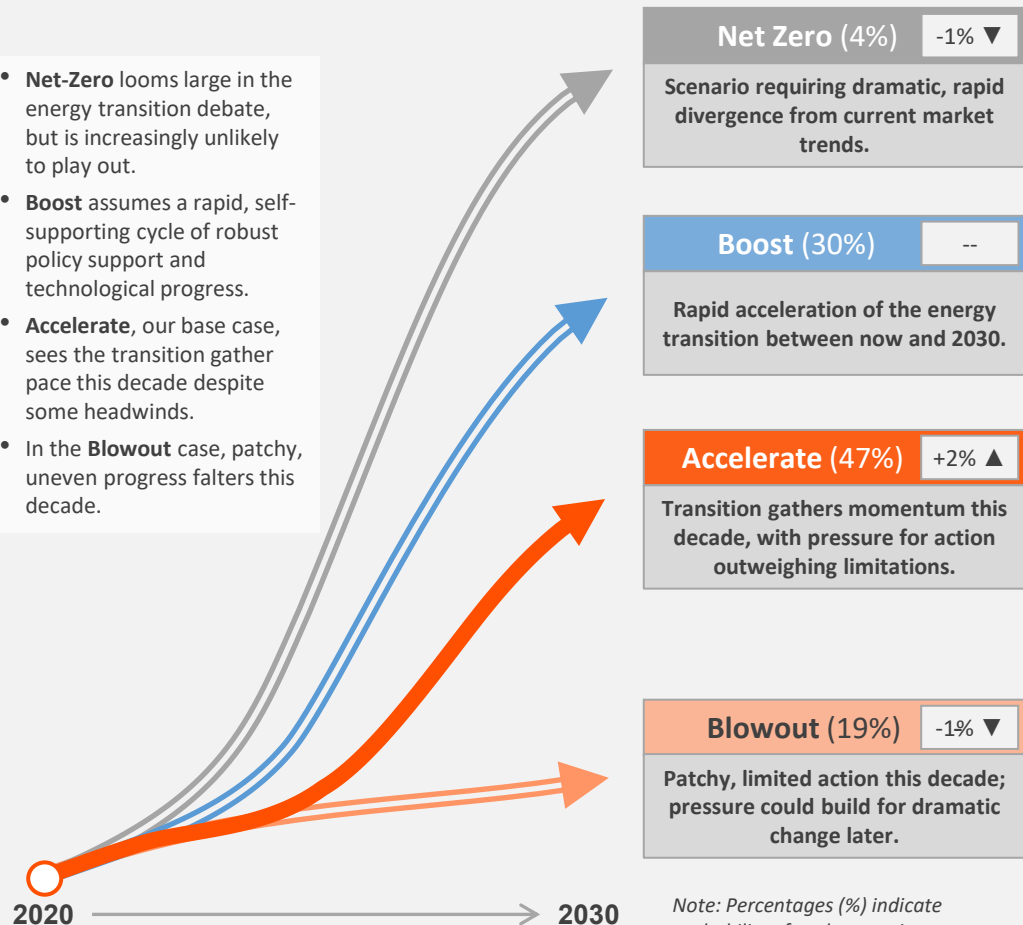 • Net-Zero looms large in the
energy transition debate,
but is increasingly unlikely
to play out.
• Boost assumes a rapid, self-
supporting cycle of robust
policy support and
technological progress.
• Accelerate, our base case,
sees the transition gather
pace this decade despite
some headwinds.
• In the Blowout case, patchy,
uneven progress falters this
decade.
Net Zero (4%) -1% ▼
Scenario requiring dramatic, rapid
divergence from current market
trends.
Boost (30%) --
Rapid acceleration of the energy
transition between now and 2030.
Accelerate (47%) +2% ▲
Transition gathers momentum this
decade, with pressure for action
outweighing limitations.
Blowout (19%) -1% ▼
Patchy, limited action this decade;
pressure could build for dramatic
change later.
2020 2030
Note: Percentages (%) indicate